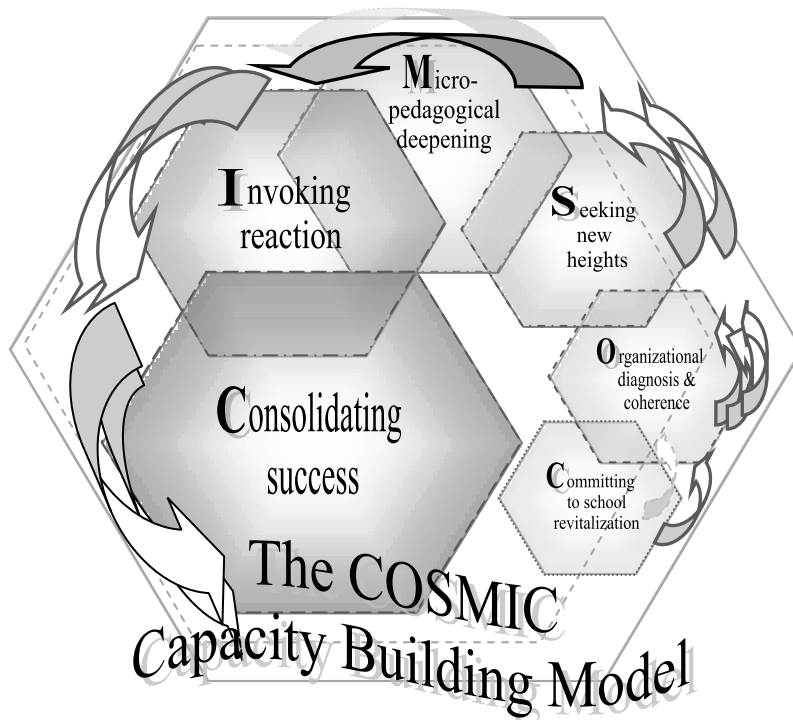 Micro-
pedagogical
deepening
Invoking
reaction
Seeking
new
heights
Organizational
diagnosis &
coherence
Consolidating
success
Committing
to school
revitalization
The COSMIC
Capacity Building Model